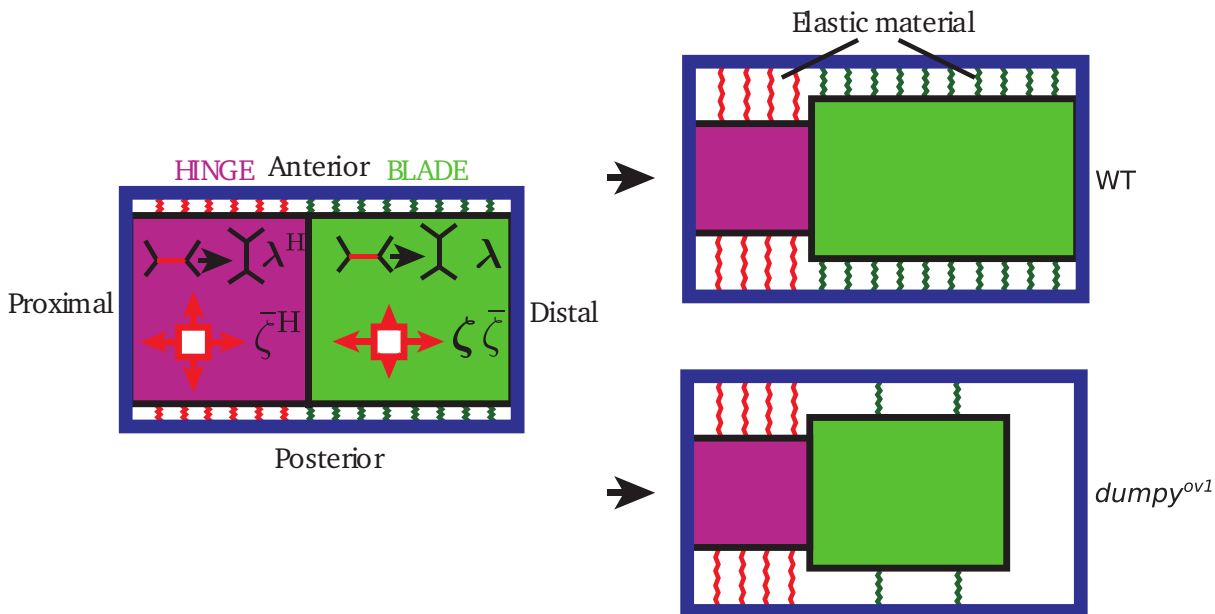 Elastic material
HINGE Anterior BLADE
WT
λᴴ λ
Proximal
Distal
ζ̄ᴴ ζ ζ̄
Posterior
dumpyᵒᵛ¹